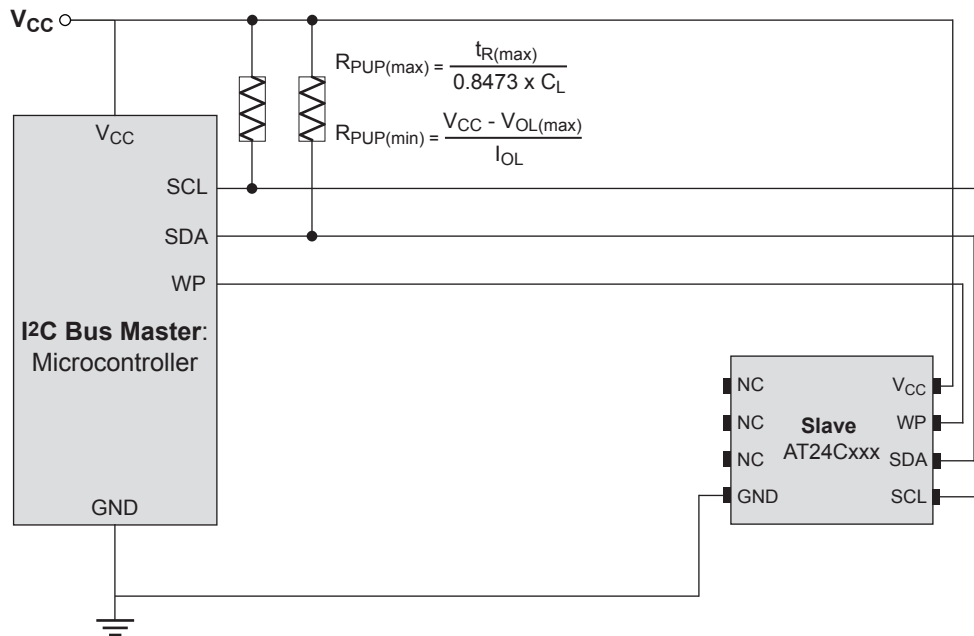 VCC
RPUP(max) = tR(max)
0.8473 x CL
RPUP(min) = VCC - VOL(max)
IOL
VCC
SCL
SDA
WP
I2C Bus Master:
Microcontroller
GND
NC
NC
NC
GND
Slave
AT24Cxxx
VCC
WP
SDA
SCL